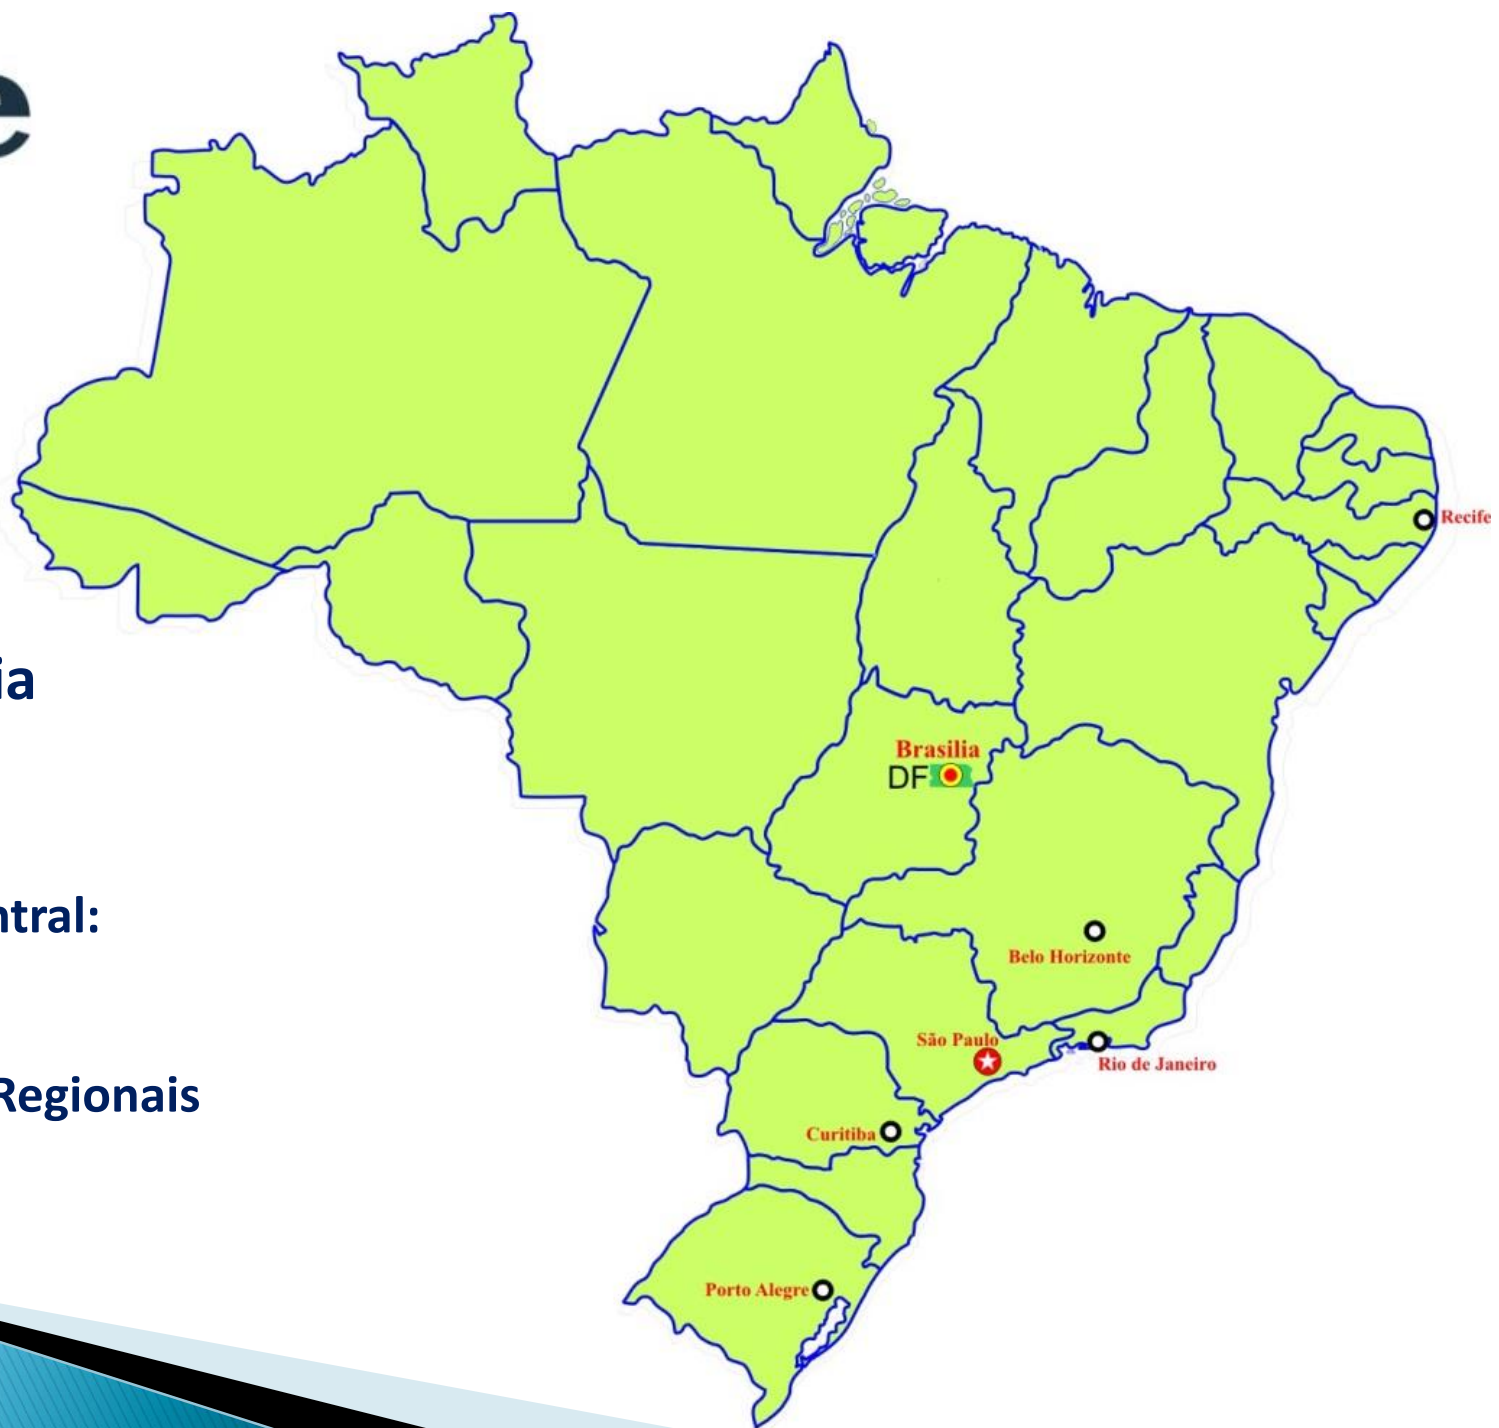 e
ia
ntral:
Regionais
Recife
Brasilia
DF
Belo Horizonte
São Paulo
Rio de Janeiro
Curitiba
Porto Alegre